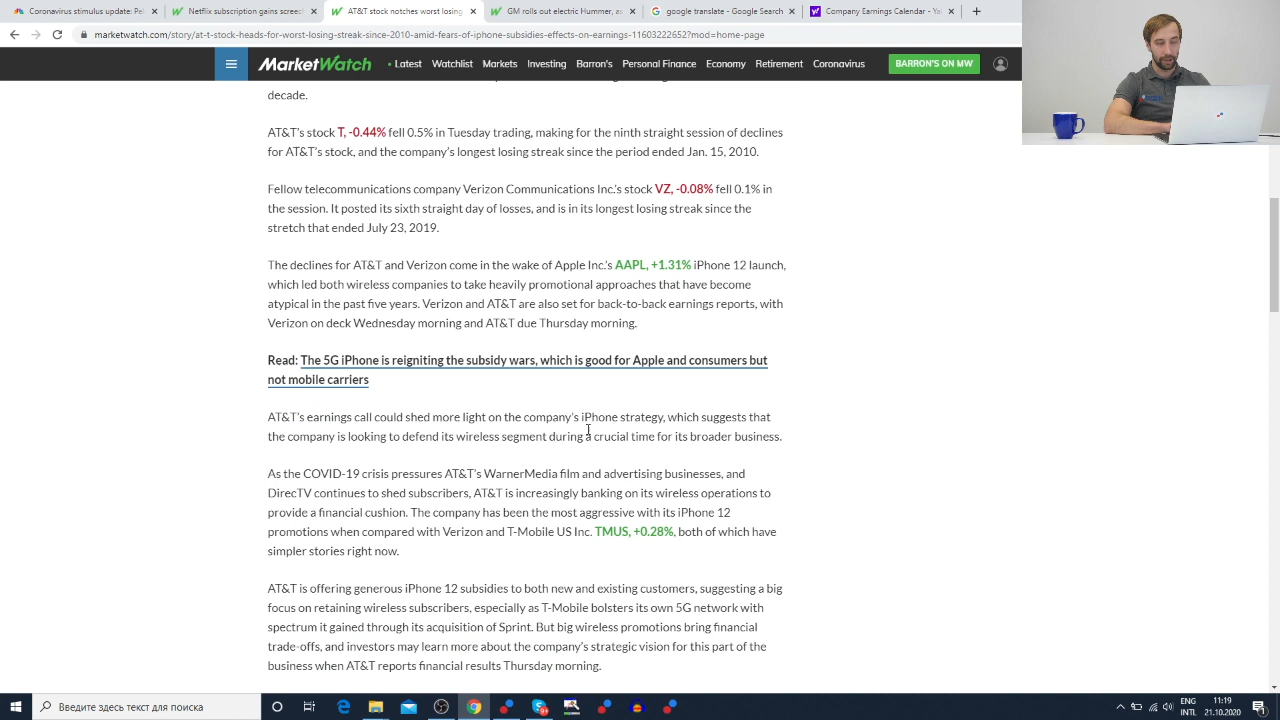 Coronavirus stimulus update: Pel
Netflix subscription gains screec
AT&T stock notches worst losing
GM rolls out electric Hummer, as
google translate - Google Search
Company Earnings Calendar - Yal
marketwatch.com/story/at-t-stock-heads-for-worst-losing-streak-since-2010-amid-fears-of-iphone-subsidies-effects-on-earnings-11603222652?mod=home-page
MarketWatch
Latest Watchlist Markets Investing Barron's Personal Finance Economy Retirement Coronavirus
BARRON'S ON MW
decade.
AT&T's stock T, -0.44% fell 0.5% in Tuesday trading, making for the ninth straight session of declines
for AT&T's stock, and the company's longest losing streak since the period ended Jan. 15, 2010.
Fellow telecommunications company Verizon Communications Inc.'s stock VZ, -0.08% fell 0.1% in
the session. It posted its sixth straight day of losses, and is in its longest losing streak since the
stretch that ended July 23, 2019.
The declines for AT&T and Verizon come in the wake of Apple Inc.'s AAPL, +1.31% iPhone 12 launch,
which led both wireless companies to take heavily promotional approaches that have become
atypical in the past five years. Verizon and AT&T are also set for back-to-back earnings reports, with
Verizon on deck Wednesday morning and AT&T due Thursday morning.
Read: The 5G iPhone is reigniting the subsidy wars, which is good for Apple and consumers but
not mobile carriers
AT&T's earnings call could shed more light on the company's iPhone strategy, which suggests that
the company is looking to defend its wireless segment during a crucial time for its broader business.
As the COVID-19 crisis pressures AT&T's WarnerMedia film and advertising businesses, and
DirecTV continues to shed subscribers, AT&T is increasingly banking on its wireless operations to
provide a financial cushion. The company has been the most aggressive with its iPhone 12
promotions when compared with Verizon and T-Mobile US Inc. TMUS, +0.28%, both of which have
simpler stories right now.
AT&T is offering generous iPhone 12 subsidies to both new and existing customers, suggesting a big
focus on retaining wireless subscribers, especially as T-Mobile bolsters its own 5G network with
spectrum it gained through its acquisition of Sprint. But big wireless promotions bring financial
trade-offs, and investors may learn more about the company's strategic vision for this part of the
business when AT&T reports financial results Thursday morning.
Введите здесь текст для поиска
ENG
INTL
11:19
21.10.2020